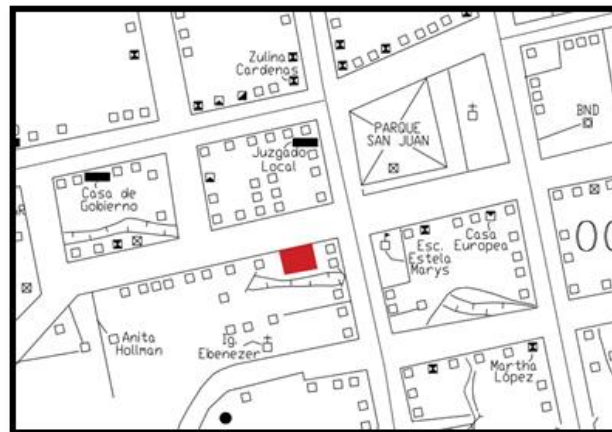 Zulina
Cardenas
BND
PARQUE
SAN JUAN
Juzgado
Local
Casa de
Gobierno
Casa
Europea
Esc.
Estela
Marys
Anita
Hollman
Ig.
Ebenezer
Martha
López